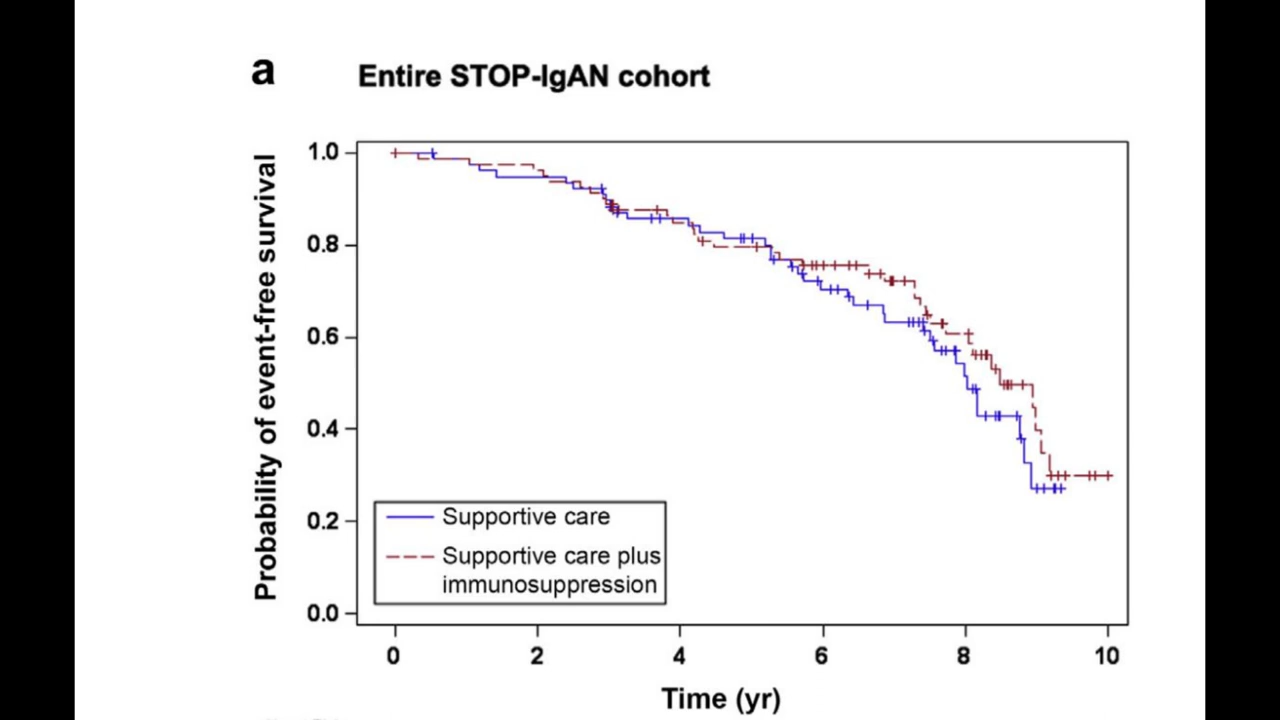 a Entire STOP-IgAN cohort
Probability of event-free survival
1.0
0.8
0.6
0.4
0.2
0.0
Supportive care
Supportive care plus
immunosuppression
0 2 4 6 8 10
Time (yr)